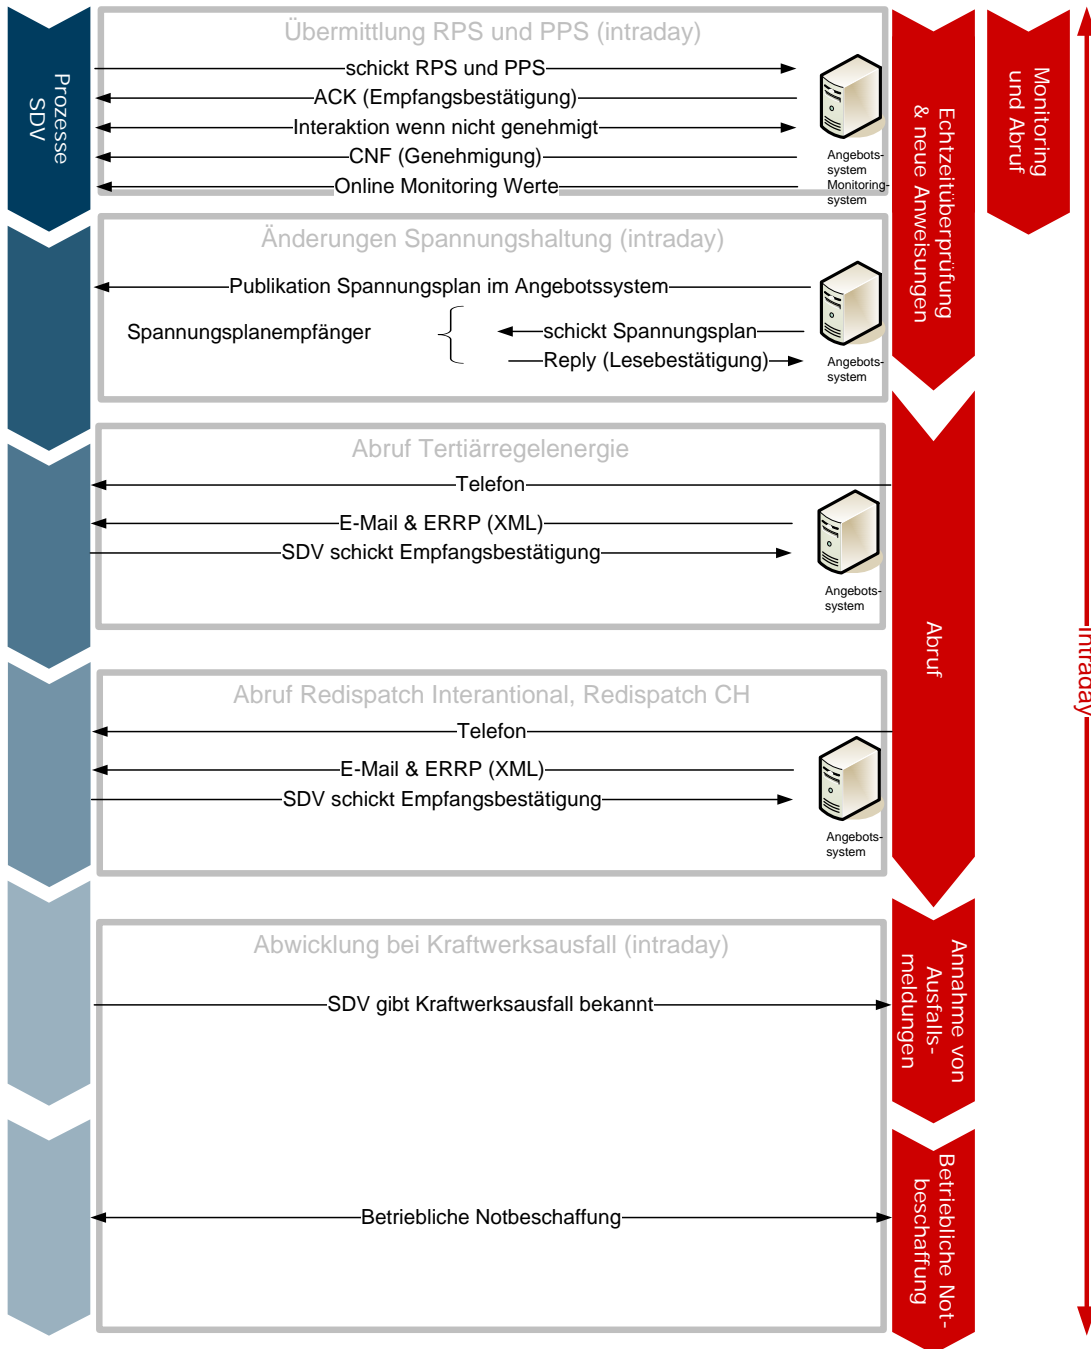 Prozesse
SDV
Übermittlung RPS und PPS (intraday)
schickt RPS und PPS
ACK (Empfangsbestätigung)
Interaktion wenn nicht genehmigt
CNF (Genehmigung)
Online Monitoring Werte
Angebots-
system
Monitoring-
system
Echtzeitüberprüfung
& neue Anweisungen
Monitoring
und Abruf
Intraday
Änderungen Spannungshaltung (intraday)
Publikation Spannungsplan im Angebotssystem
Spannungsplanempfänger
schickt Spannungsplan
Reply (Lesebestätigung)
Angebots-
system
Abruf Tertiärregelenergie
Telefon
E-Mail & ERRP (XML)
SDV schickt Empfangsbestätigung
Angebots-
system
Abruf
Abruf Redispatch Interantional, Redispatch CH
Telefon
E-Mail & ERRP (XML)
SDV schickt Empfangsbestätigung
Angebots-
system
Abwicklung bei Kraftwerksausfall (intraday)
SDV gibt Kraftwerksausfall bekannt
Annahme von
Ausfalls-
meldungen
Betriebliche Notbeschaffung
Betriebliche Not-
beschaffung